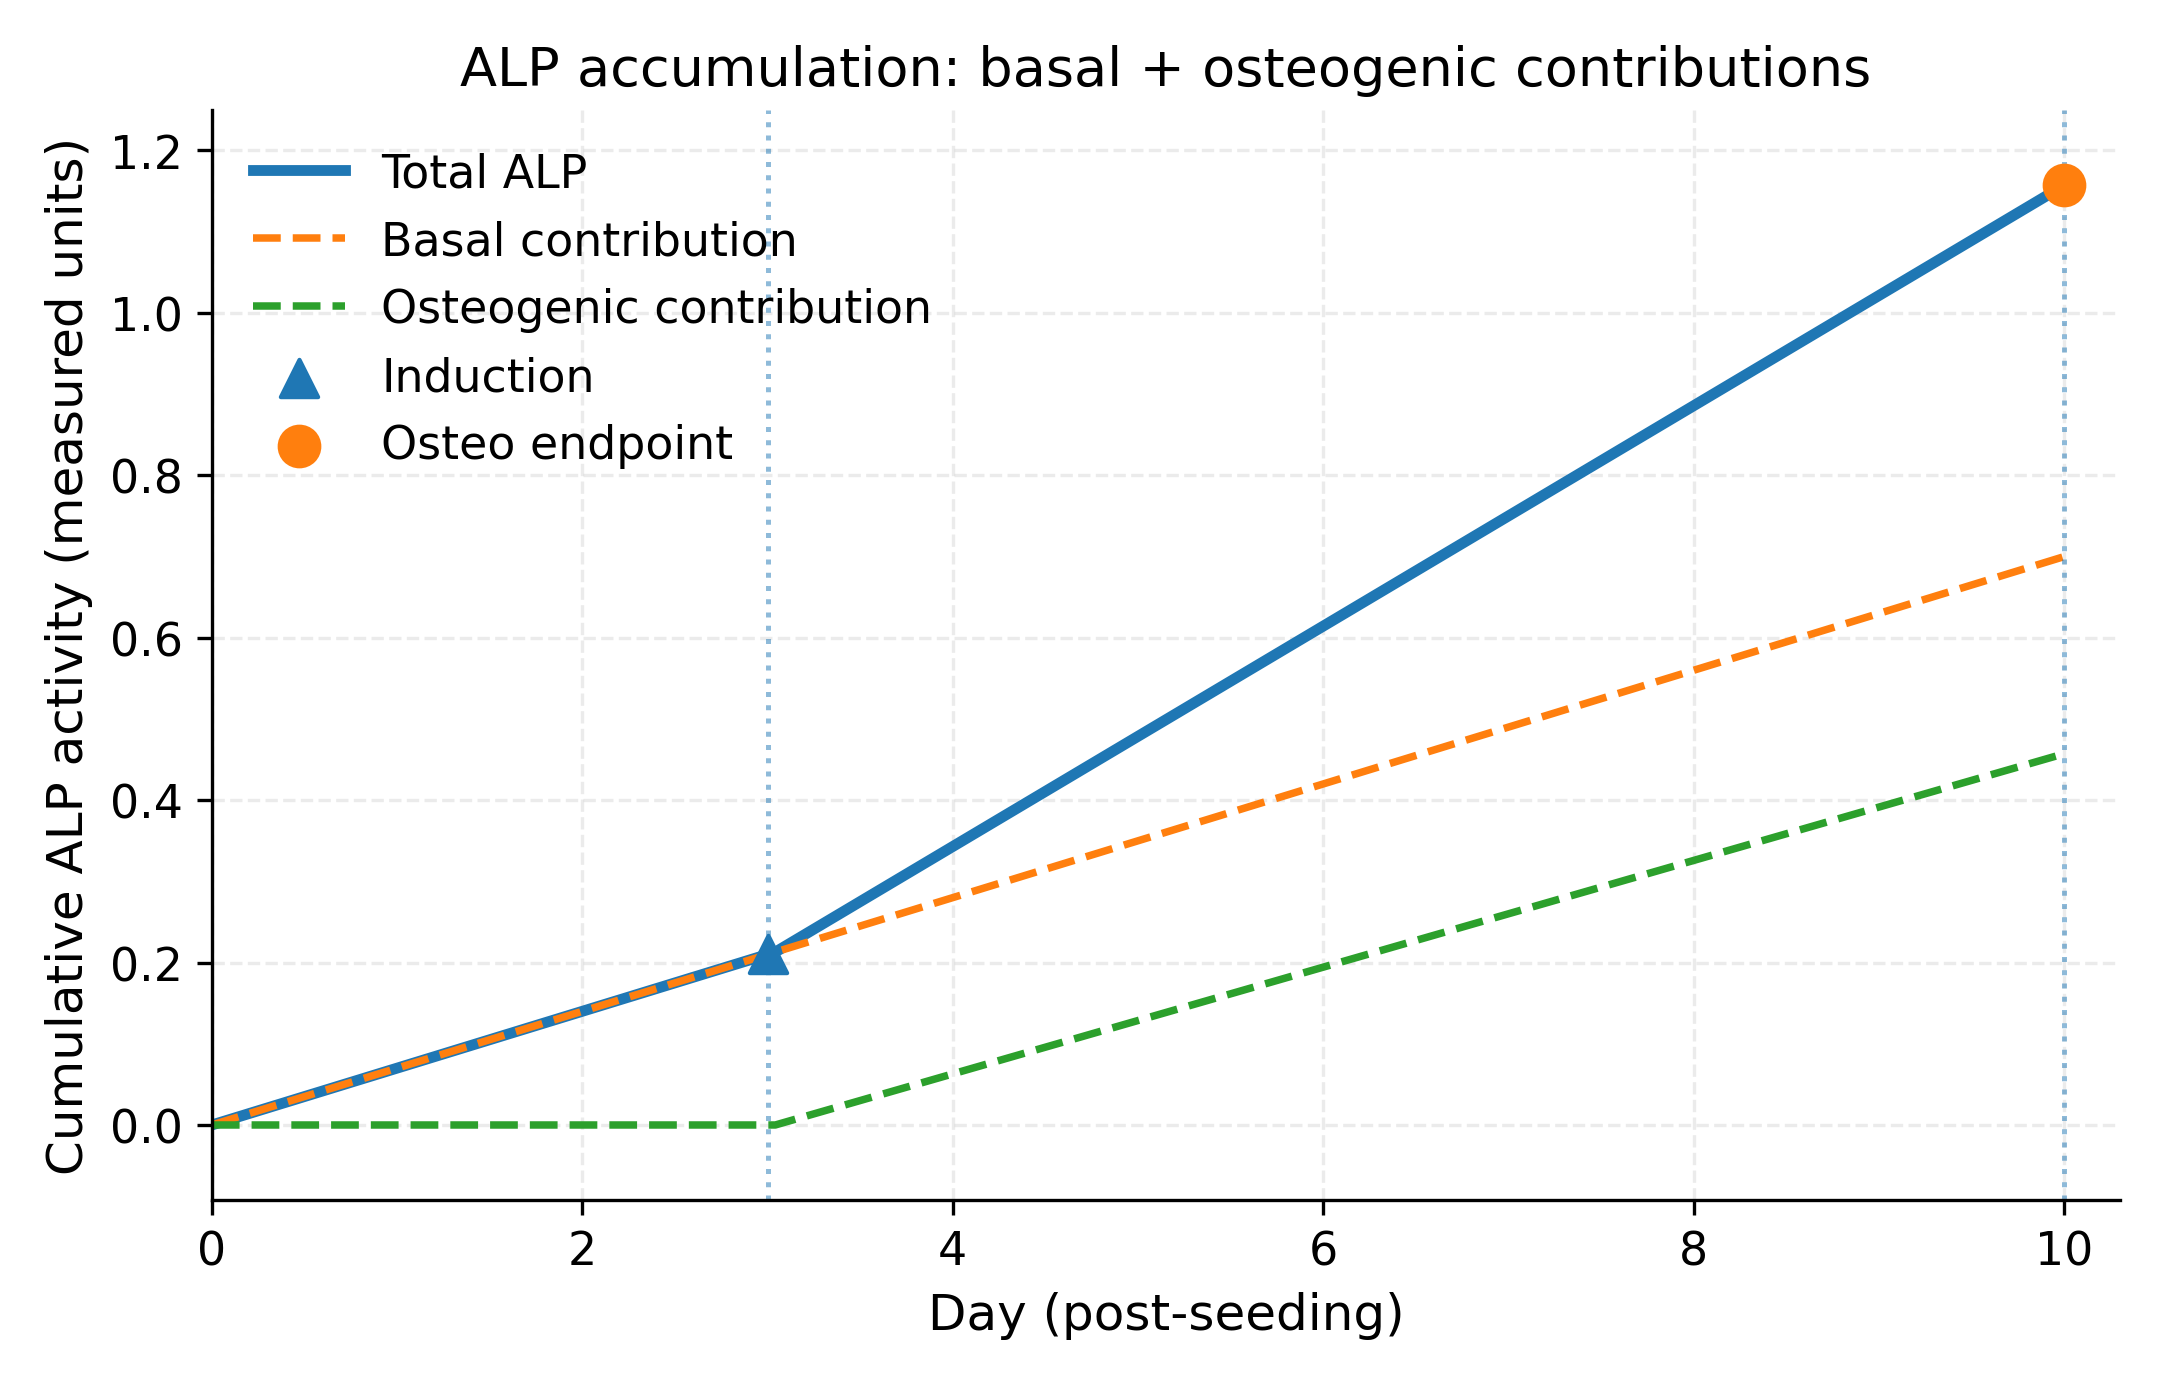 ALP accumulation: basal + osteogenic contributions
Cumulative ALP activity (measured units)
1.2
1.0
0.8
0.6
0.4
0.2
0.0
Total ALP
Basal contribution
Osteogenic contribution
Induction
Osteo endpoint
0 2 4 6 8 10
Day (post-seeding)